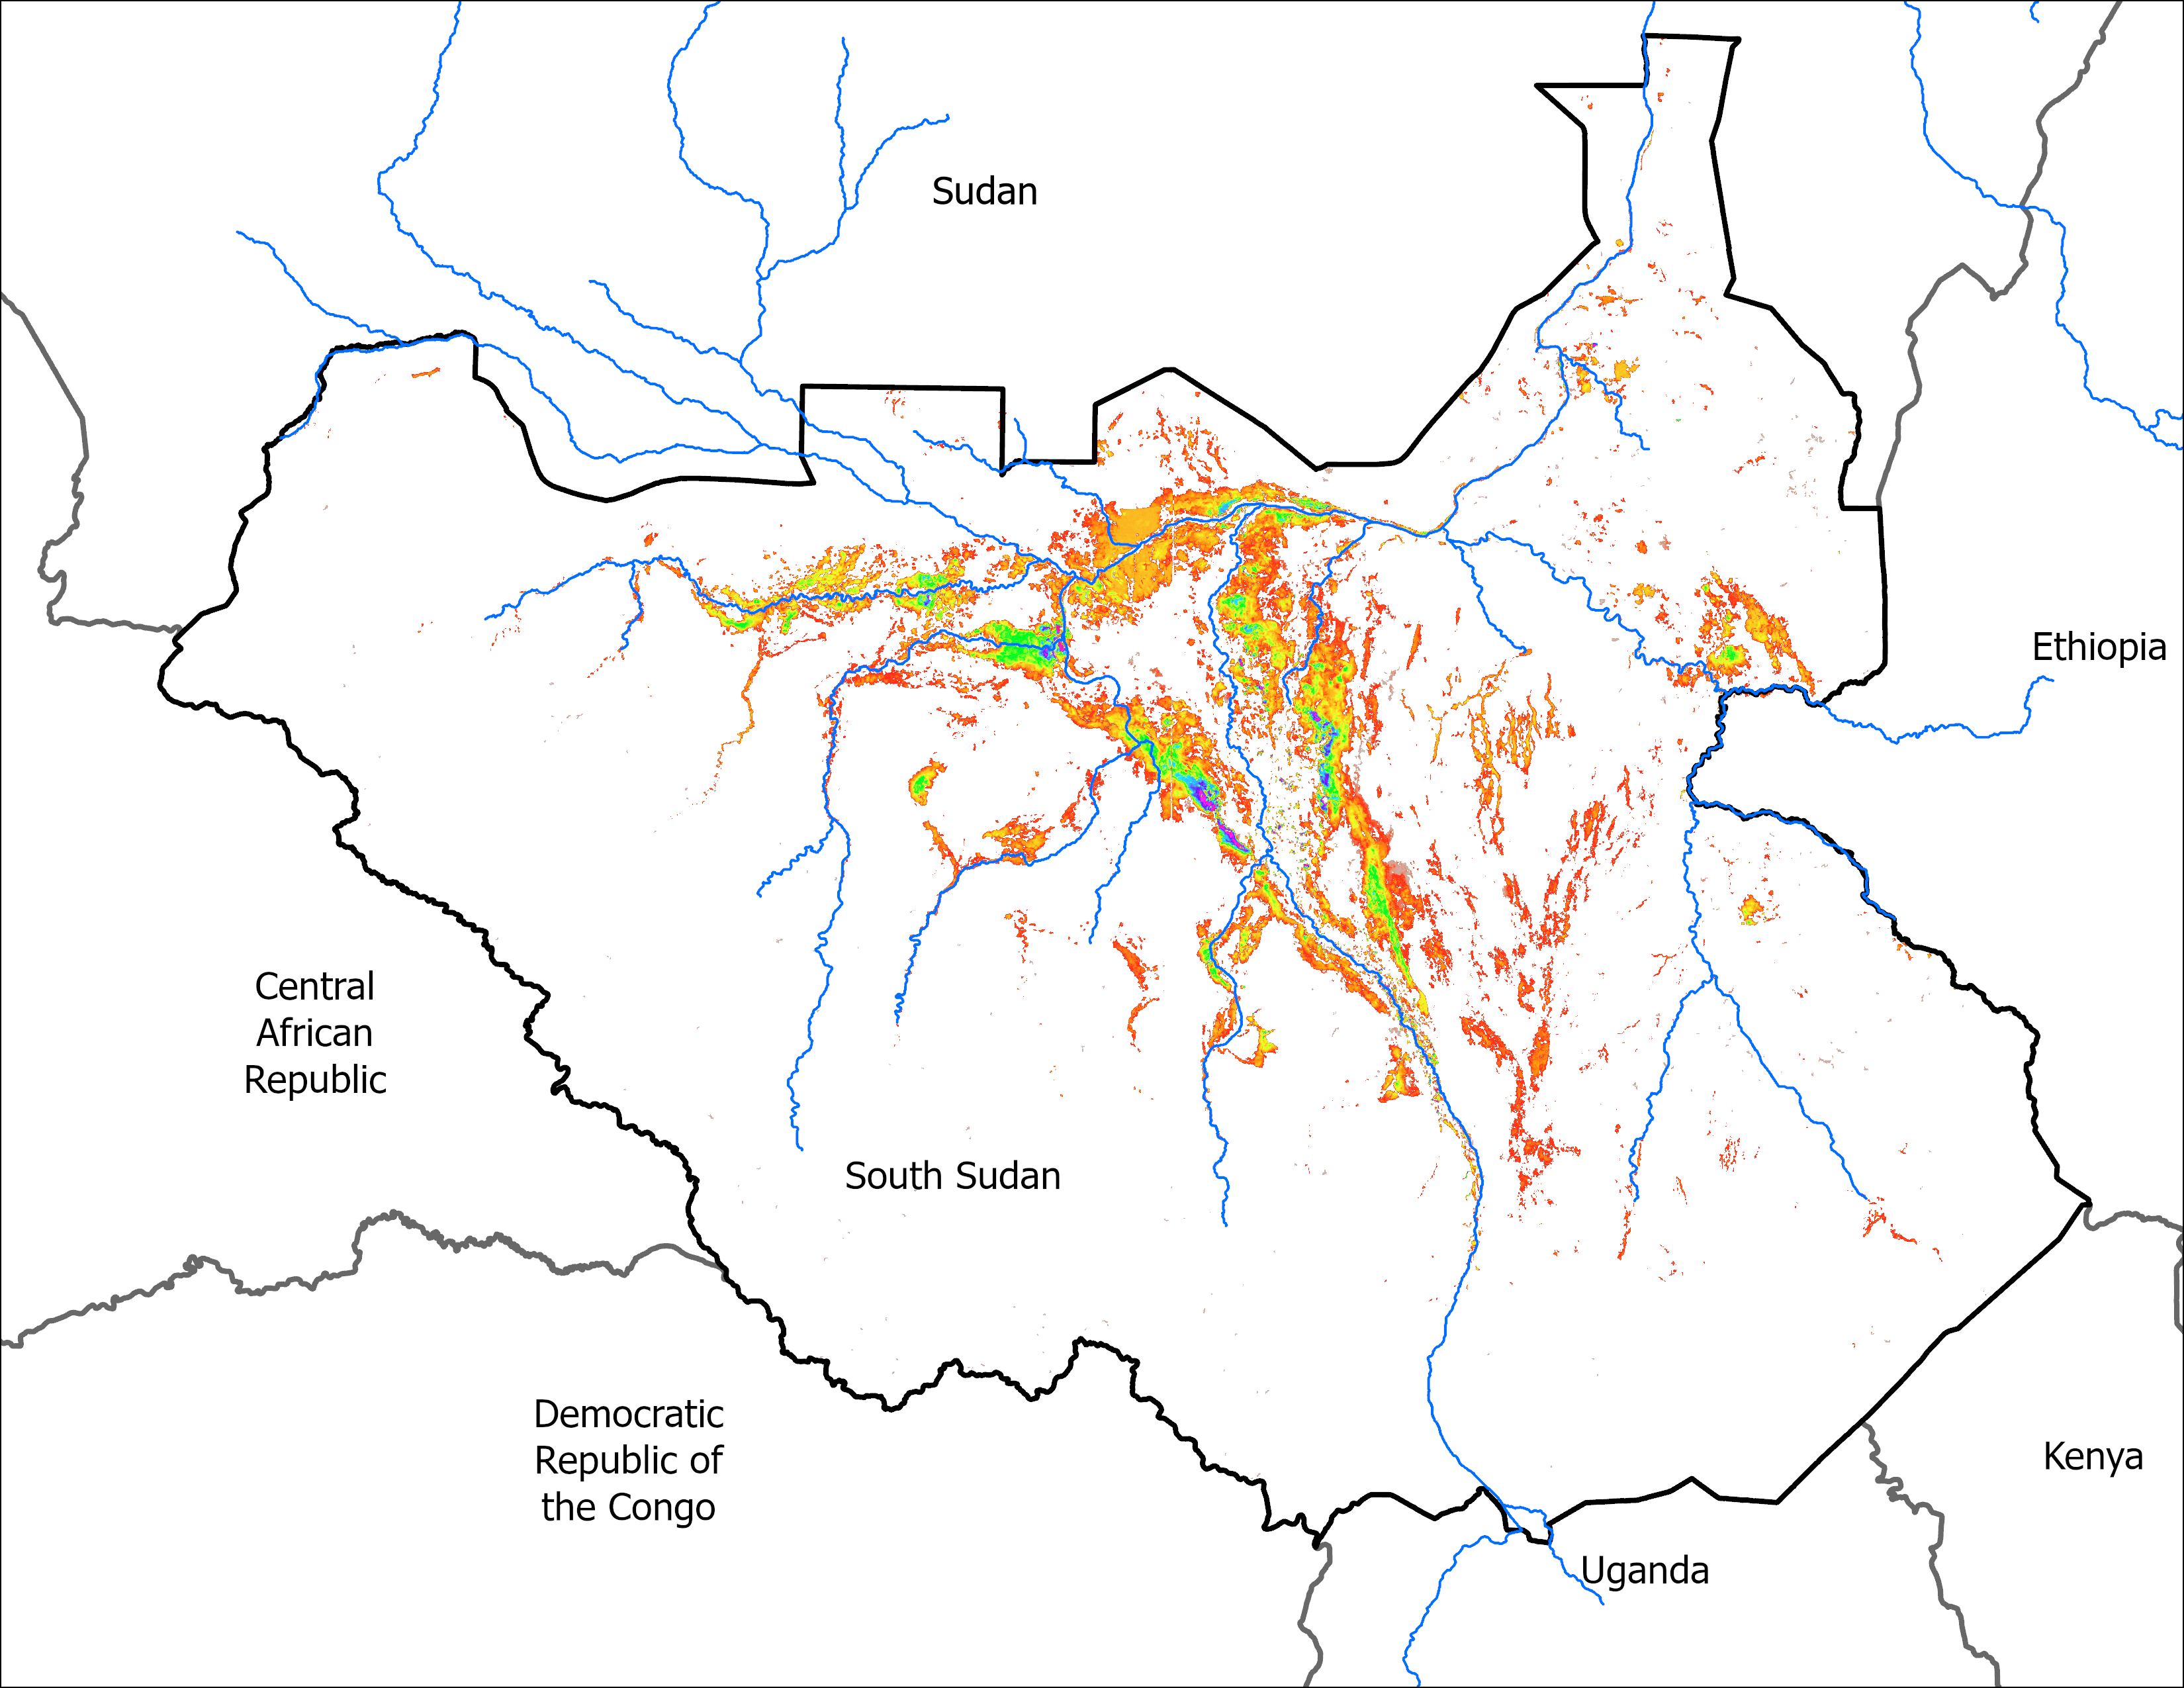 Sudan
Ethiopia
Central
African
Republic
South Sudan
Democratic
Republic of
the Congo
Kenya
Uganda